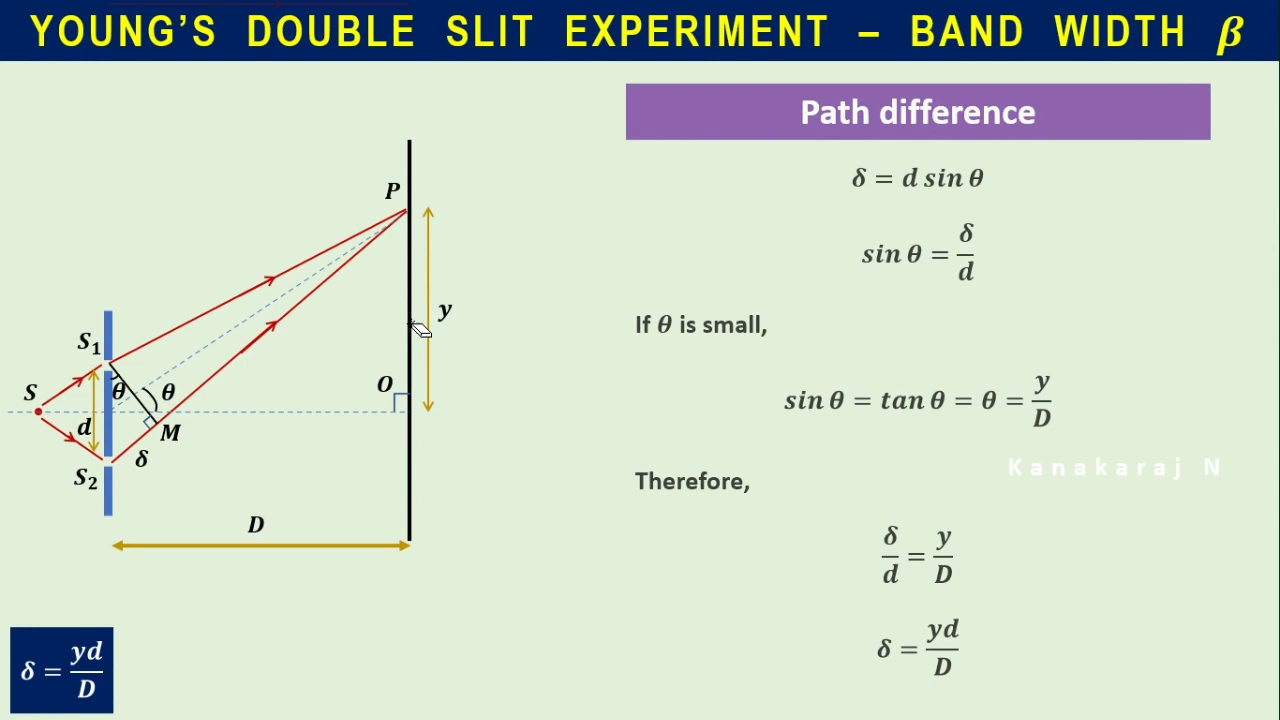 YOUNG'S DOUBLE SLIT EXPERIMENT – BAND WIDTH β
Path difference
δ = d sin θ
sin θ = δ/d
If θ is small,
sin θ = tan θ = θ = y/D
Kanakaraj N
Therefore,
δ/d = y/D
δ = yd/D
P
y
S₁
S
θ
θ
O
d
M
δ
S₂
D
δ = yd/D